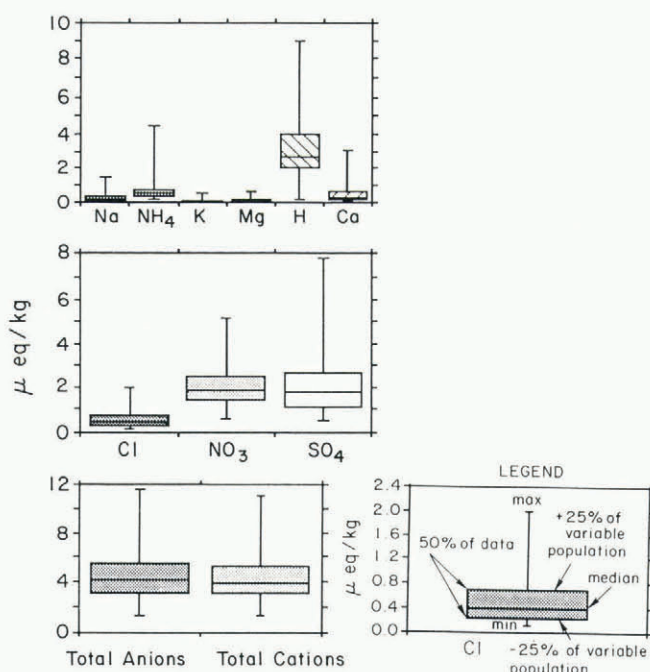 10
8
6
4
2
0
Na NH₄ K Mg H Ca
μ eq/kg
8
6
4
2
0
Cl NO₃ SO₄
12
8
4
0
Total Anions Total Cations
LEGEND
μ eq/kg
2.4
2.0
1.6
1.2
0.8
0.4
0.0
max
+25% of
variable
population
50% of data
median
min
Cl
-25% of variable
population